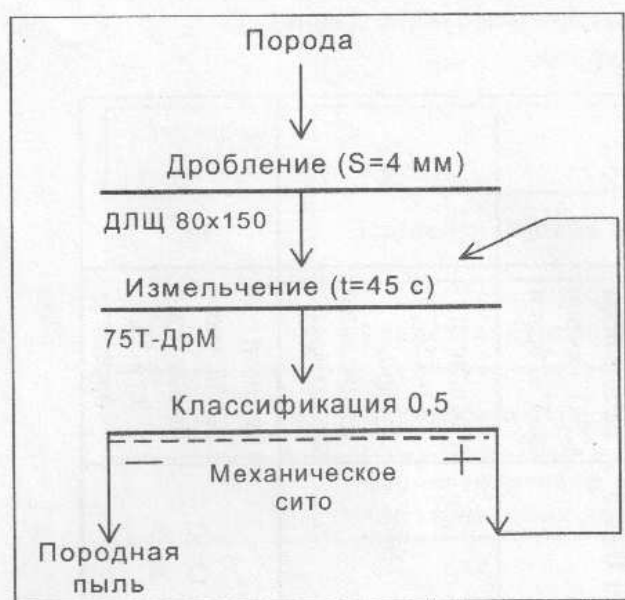 Порода
Дробление (S=4 мм)
ДЛЩ 80х150
Измельчение (t=45 с)
75Т-ДрМ
Классификация 0,5
— +
Механическое
сито
Породная
пыль